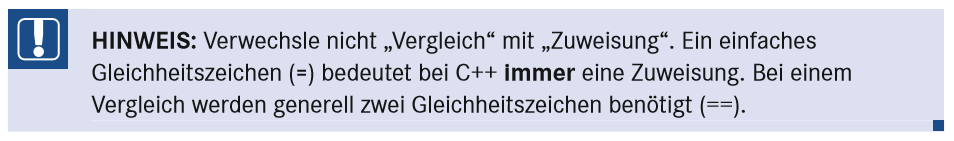 HINWEIS: Verwechsle nicht „Vergleich“ mit „Zuweisung“. Ein einfaches
Gleichheitszeichen (=) bedeutet bei C++ immer eine Zuweisung. Bei einem
Vergleich werden generell zwei Gleichheitszeichen benötigt (==).